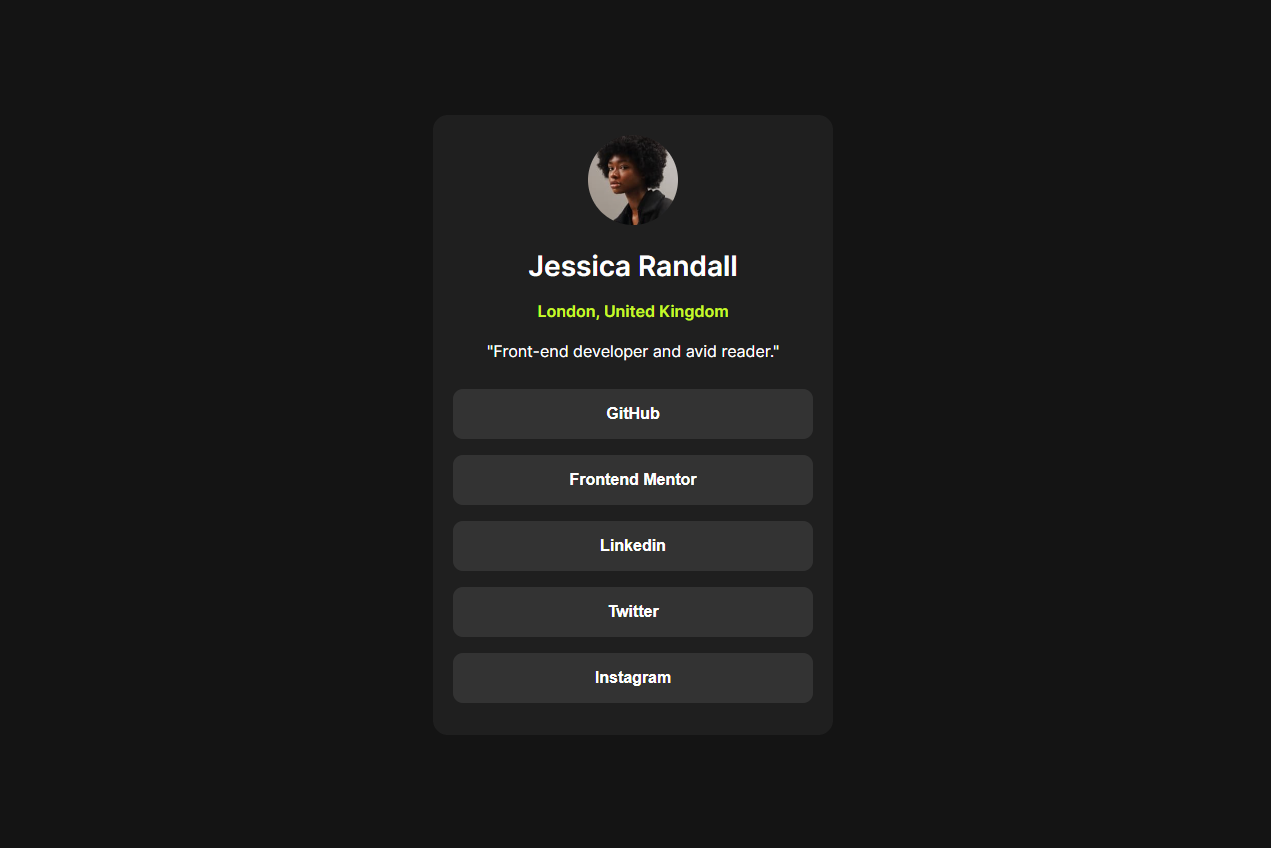 Jessica Randall
London, United Kingdom
"Front-end developer and avid reader."
GitHub
Frontend Mentor
Linkedin
Twitter
Instagram